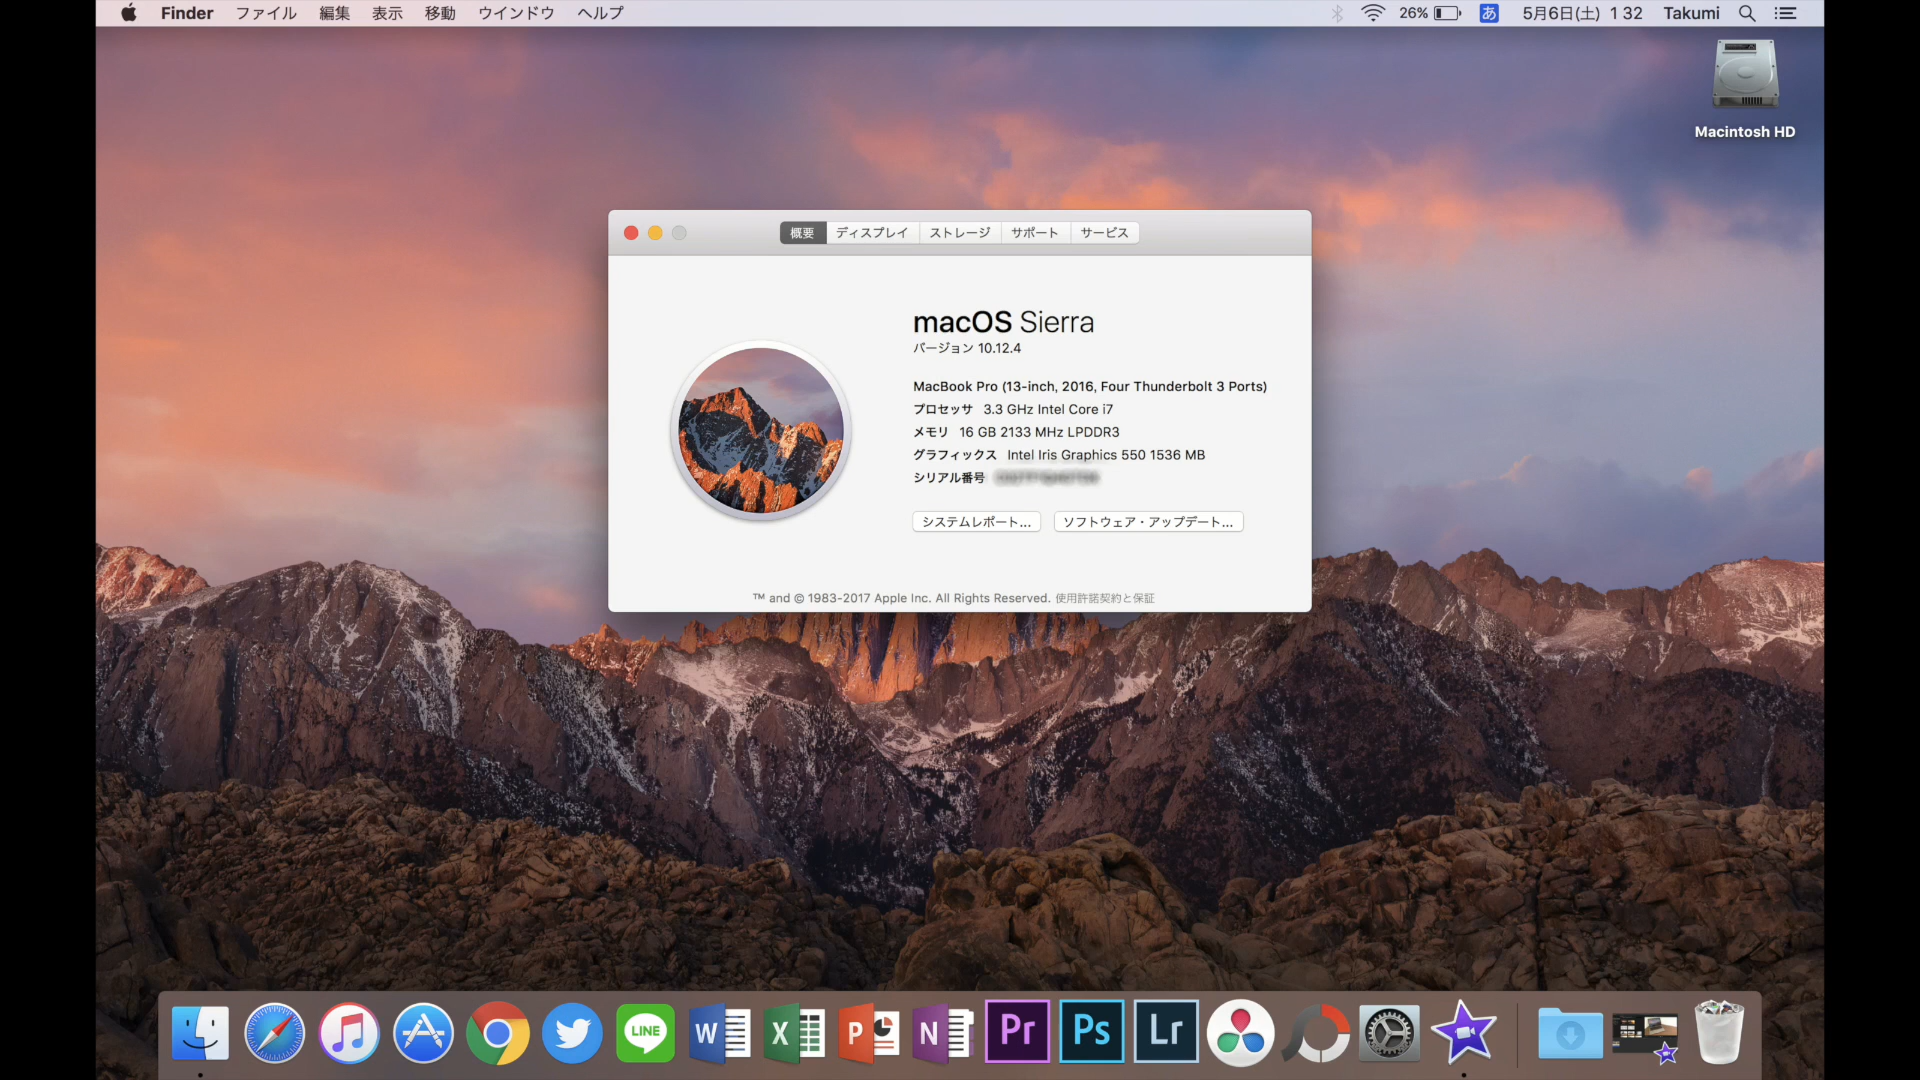 Finder ファイル 編集 表示 移動 ウインドウ ヘルプ 26% あ 5月6日(土) 1 32 Takumi
Macintosh HD
概要 ディスプレイ ストレージ サポート サービス
macOS Sierra
バージョン 10.12.4
MacBook Pro (13-inch, 2016, Four Thunderbolt 3 Ports)
プロセッサ 3.3 GHz Intel Core i7
メモリ 16 GB 2133 MHz LPDDR3
グラフィックス Intel Iris Graphics 550 1536 MB
シリアル番号
システムレポート... ソフトウェア・アップデート...
™ and © 1983-2017 Apple Inc. All Rights Reserved. 使用許諾契約と保証
LINE W X P N Pr Ps Lr